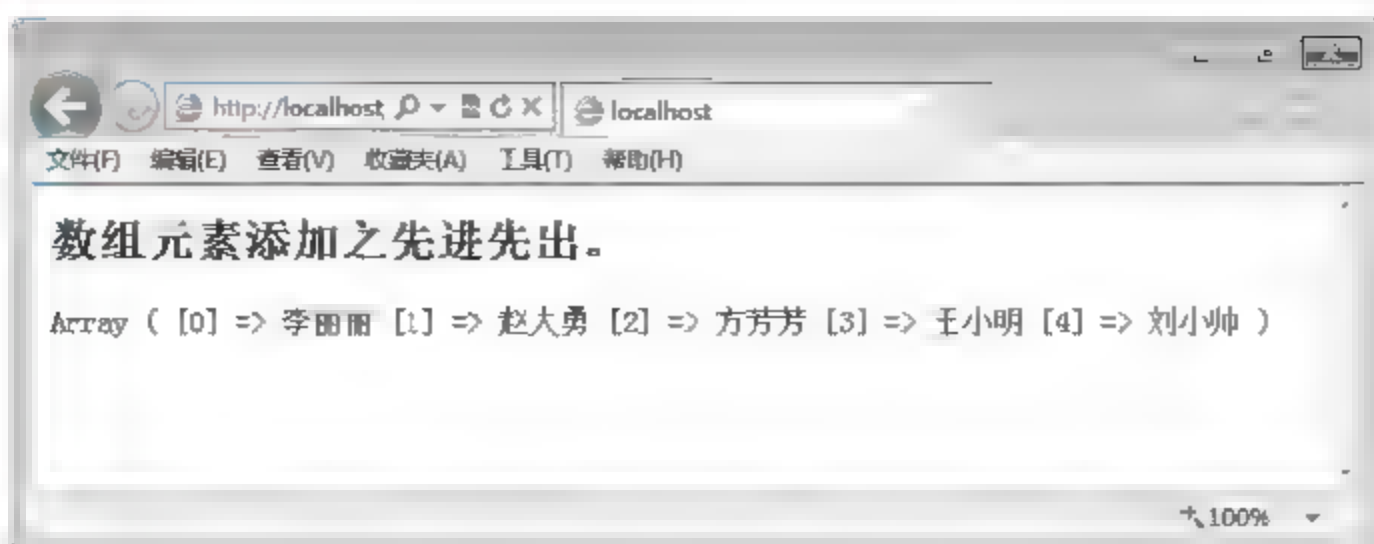 http://localhost
localhost
文件(F) 编辑(E) 查看(V) 收藏夹(A) 工具(T) 帮助(H)
数组元素添加之先进先出。
Array ( [0] => 李丽丽 [1] => 赵大勇 [2] => 方芳芳 [3] => 王小明 [4] => 刘小帅 )
100%